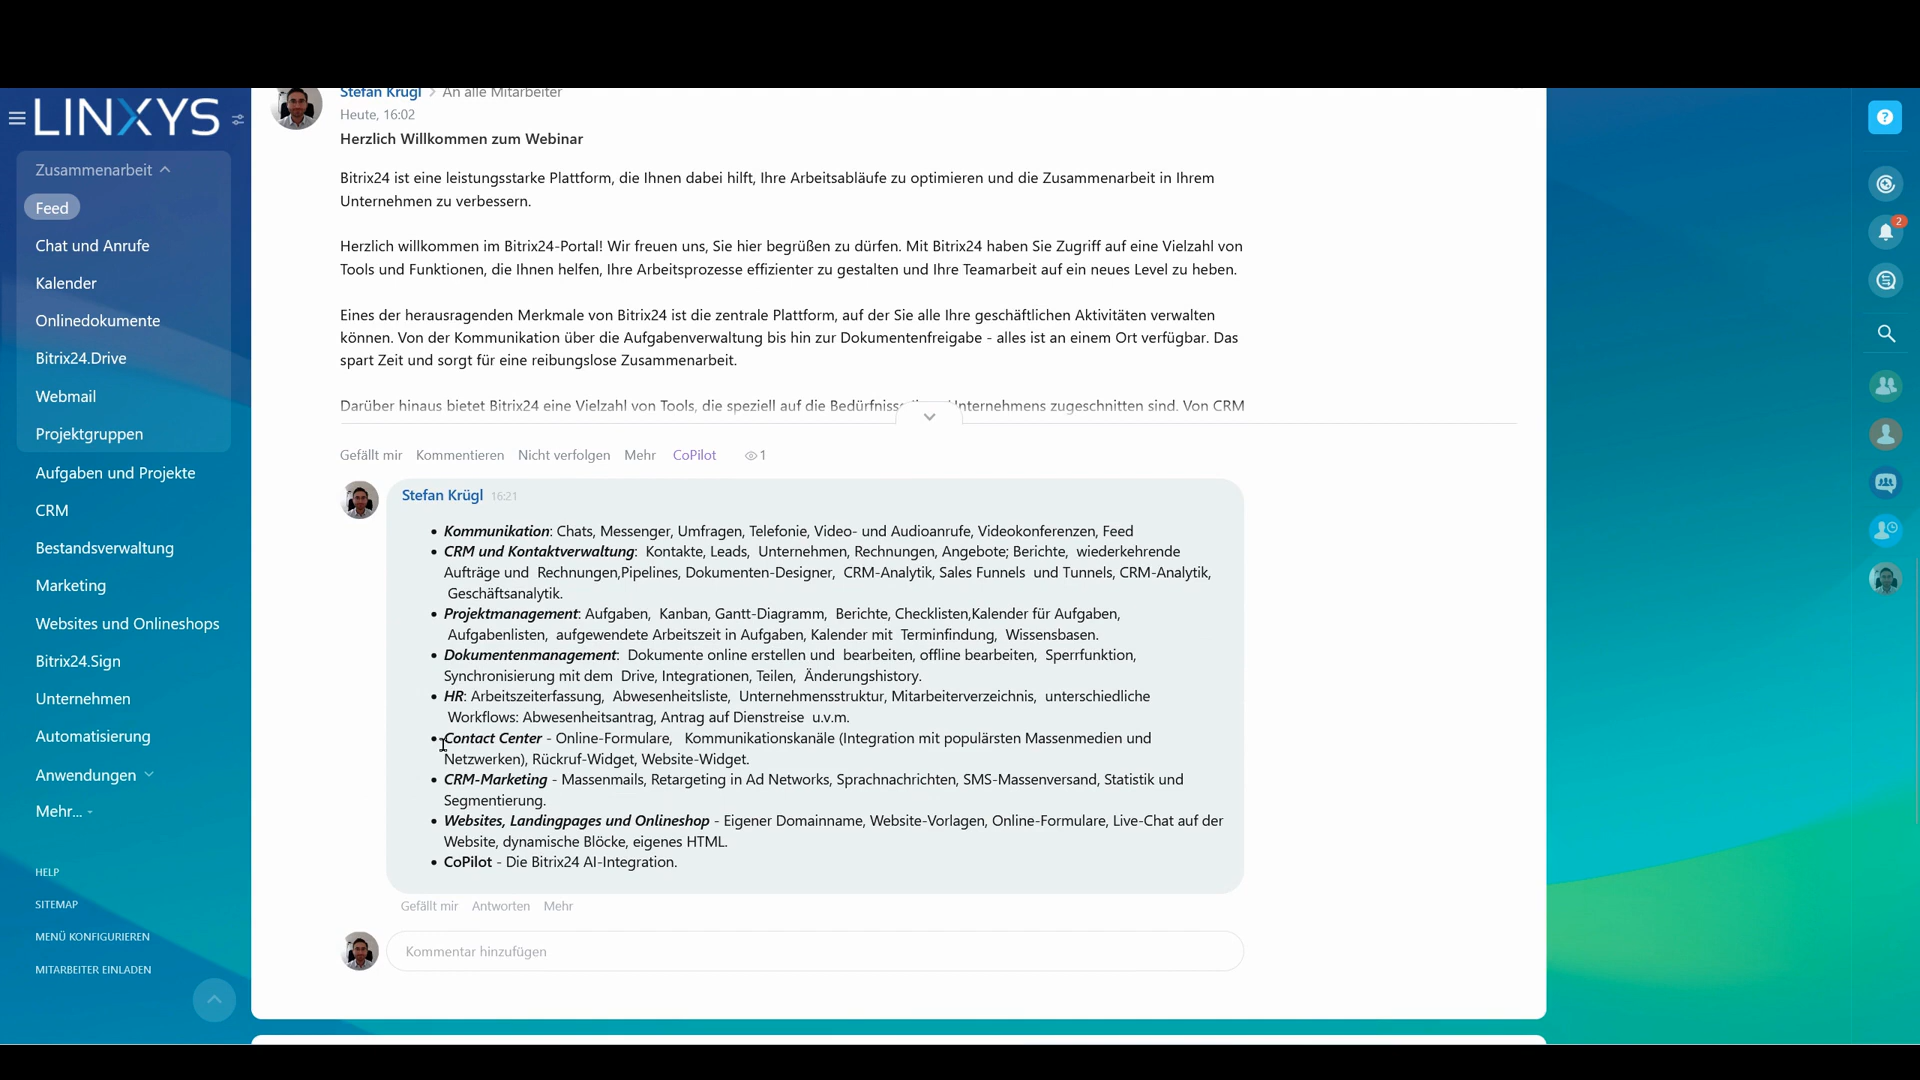 LINXYS
Zusammenarbeit
Feed
Chat und Anrufe
Kalender
Onlinedokumente
Bitrix24.Drive
Webmail
Projektgruppen
Aufgaben und Projekte
CRM
Bestandsverwaltung
Marketing
Websites und Onlineshops
Bitrix24.Sign
Unternehmen
Automatisierung
Anwendungen
Mehr...
HELP
SITEMAP
MENÜ KONFIGURIEREN
MITARBEITER EINLADEN
Stefan Krügl > An alle Mitarbeiter
Heute, 16:02
Herzlich Willkommen zum Webinar
Bitrix24 ist eine leistungsstarke Plattform, die Ihnen dabei hilft, Ihre Arbeitsabläufe zu optimieren und die Zusammenarbeit in Ihrem
Unternehmen zu verbessern.
Herzlich willkommen im Bitrix24-Portal! Wir freuen uns, Sie hier begrüßen zu dürfen. Mit Bitrix24 haben Sie Zugriff auf eine Vielzahl von
Tools und Funktionen, die Ihnen helfen, Ihre Arbeitsprozesse effizienter zu gestalten und Ihre Teamarbeit auf ein neues Level zu heben.
Eines der herausragenden Merkmale von Bitrix24 ist die zentrale Plattform, auf der Sie alle Ihre geschäftlichen Aktivitäten verwalten
können. Von der Kommunikation über die Aufgabenverwaltung bis hin zur Dokumentenfreigabe - alles ist an einem Ort verfügbar. Das
spart Zeit und sorgt für eine reibungslose Zusammenarbeit.
Darüber hinaus bietet Bitrix24 eine Vielzahl von Tools, die speziell auf die Unternehmens zugeschnitten sind. Von CRM
Gefällt mir Kommentieren Nicht verfolgen Mehr CoPilot 1
Stefan Krügl 16:21
• Kommunikation: Chats, Messenger, Umfragen, Telefonie, Video- und Audioanrufe, Videokonferenzen, Feed
• CRM und Kontaktverwaltung: Kontakte, Leads, Unternehmen, Rechnungen, Angebote; Berichte, wiederkehrende
Aufträge und Rechnungen,Pipelines, Dokumenten-Designer, CRM-Analytik, Sales Funnels und Tunnels, CRM-Analytik,
Geschäftsanalytik.
• Projektmanagement: Aufgaben, Kanban, Gantt-Diagramm, Berichte, Checklisten,Kalender für Aufgaben,
Aufgabenlisten, aufgewendete Arbeitszeit in Aufgaben, Kalender mit Terminfindung, Wissensbasen.
• Dokumentenmanagement: Dokumente online erstellen und bearbeiten, offline bearbeiten, Sperrfunktion,
Synchronisierung mit dem Drive, Integrationen, Teilen, Änderungshistory.
• HR: Arbeitszeiterfassung, Abwesenheitsliste, Unternehmensstruktur, Mitarbeiterverzeichnis, unterschiedliche
Workflows: Abwesenheitsantrag, Antrag auf Dienstreise u.v.m.
• Contact Center - Online-Formulare, Kommunikationskanäle (Integration mit populärsten Massenmedien und
Netzwerken), Rückruf-Widget, Website-Widget.
• CRM-Marketing - Massenmails, Retargeting in Ad Networks, Sprachnachrichten, SMS-Massenversand, Statistik und
Segmentierung.
• Websites, Landingpages und Onlineshop - Eigener Domainname, Website-Vorlagen, Online-Formulare, Live-Chat auf der
Website, dynamische Blöcke, eigenes HTML.
• CoPilot - Die Bitrix24 AI-Integration.
Gefällt mir Antworten Mehr
Kommentar hinzufügen
?
2